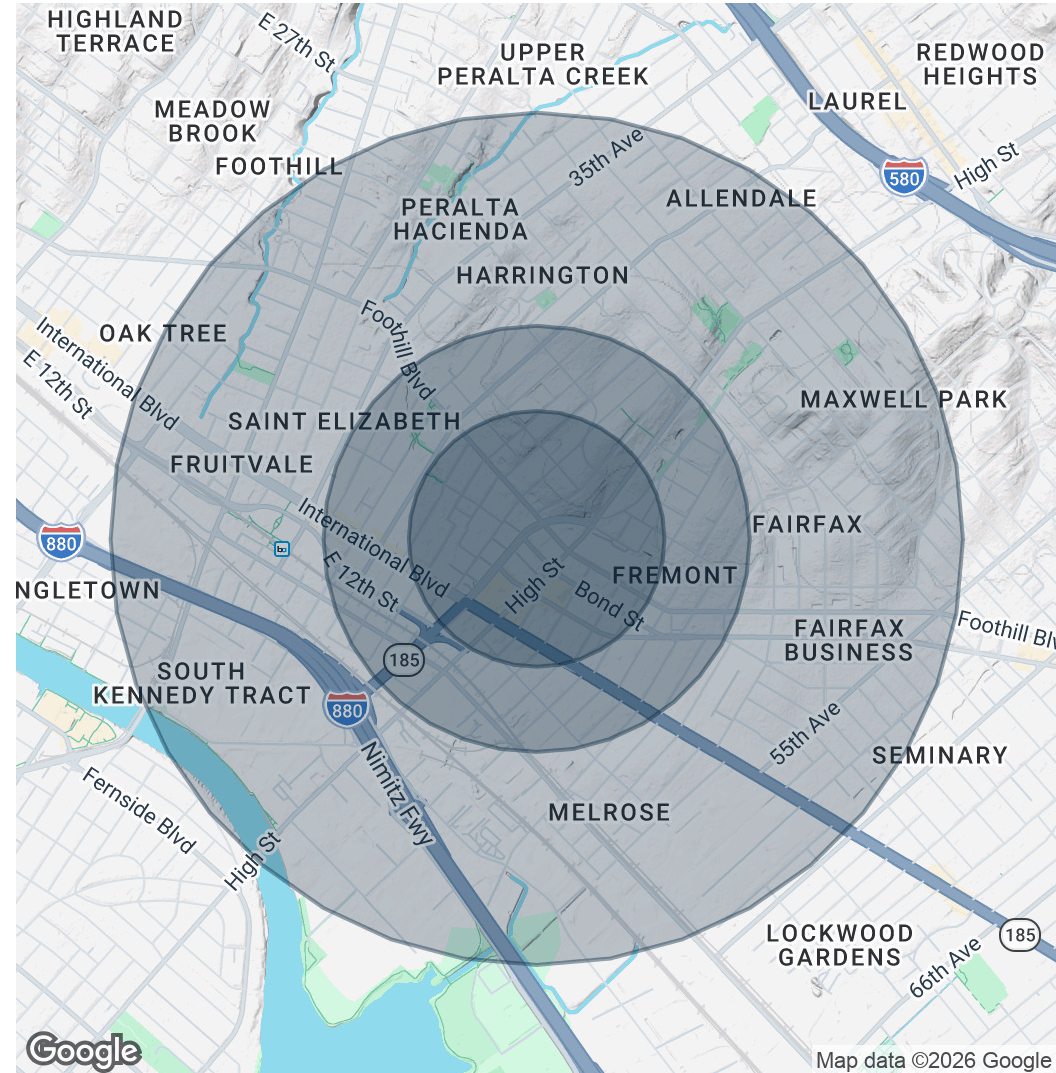 HIGHLAND
TERRACE
E 27th St
UPPER
PERALTA CREEK
REDWOOD
HEIGHTS
MEADOW
BROOK
LAUREL
FOOTHILL
35th Ave
High St
580
ALLENDALE
PERALTA
HACIENDA
HARRINGTON
OAK TREE
International Blvd
E 12th St
Foothill Blvd
MAXWELL PARK
SAINT ELIZABETH
FRUITVALE
International Blvd
E 12th St
880
FAIRFAX
FREMONT
High St
Bond St
NGLETOWN
FAIRFAX
BUSINESS
Foothill Blv
185
SOUTH
KENNEDY TRACT
880
55th Ave
SEMINARY
Nimitz Fwy
Fernside Blvd
MELROSE
High St
LOCKWOOD
GARDENS
185
66th Ave
Google
Map data ©2026 Google